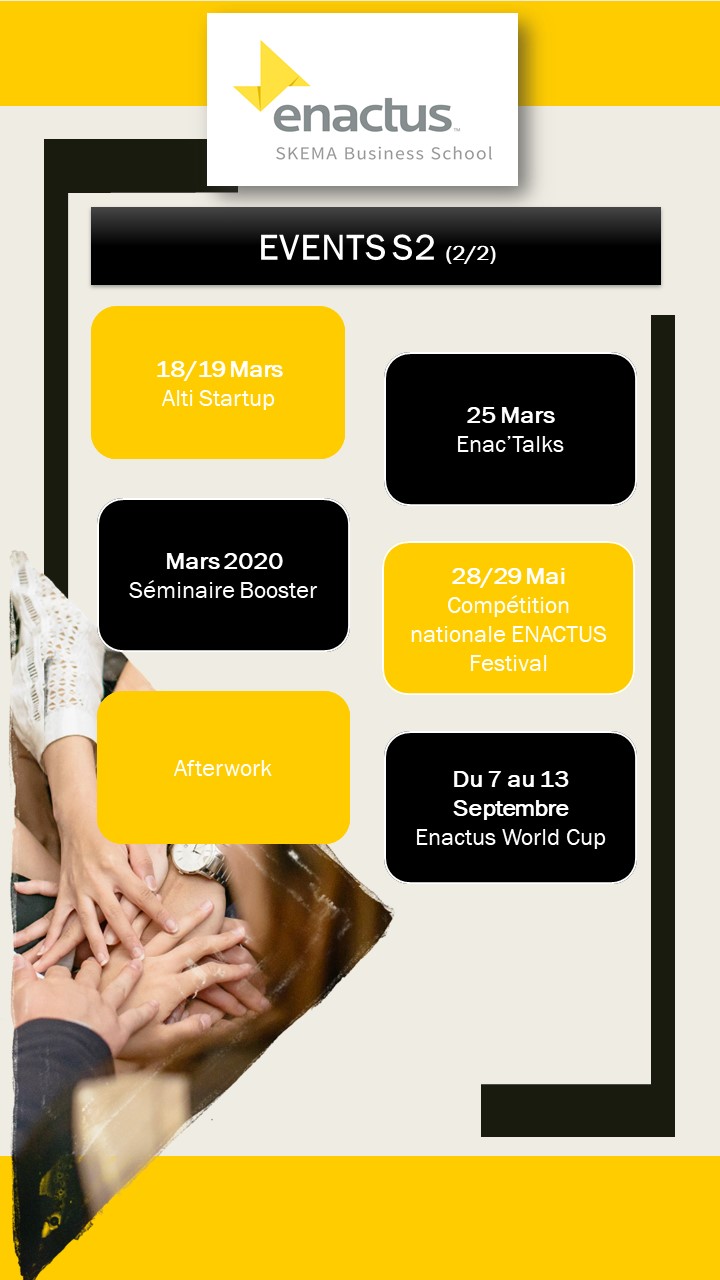 enactus™
SKEMA Business School
EVENTS S2 (2/2)
18/19 Mars
Alti Startup
25 Mars
Enac’Talks
Mars 2020
Séminaire Booster
28/29 Mai
Compétition
nationale ENACTUS
Festival
Afterwork
Du 7 au 13
Septembre
Enactus World Cup